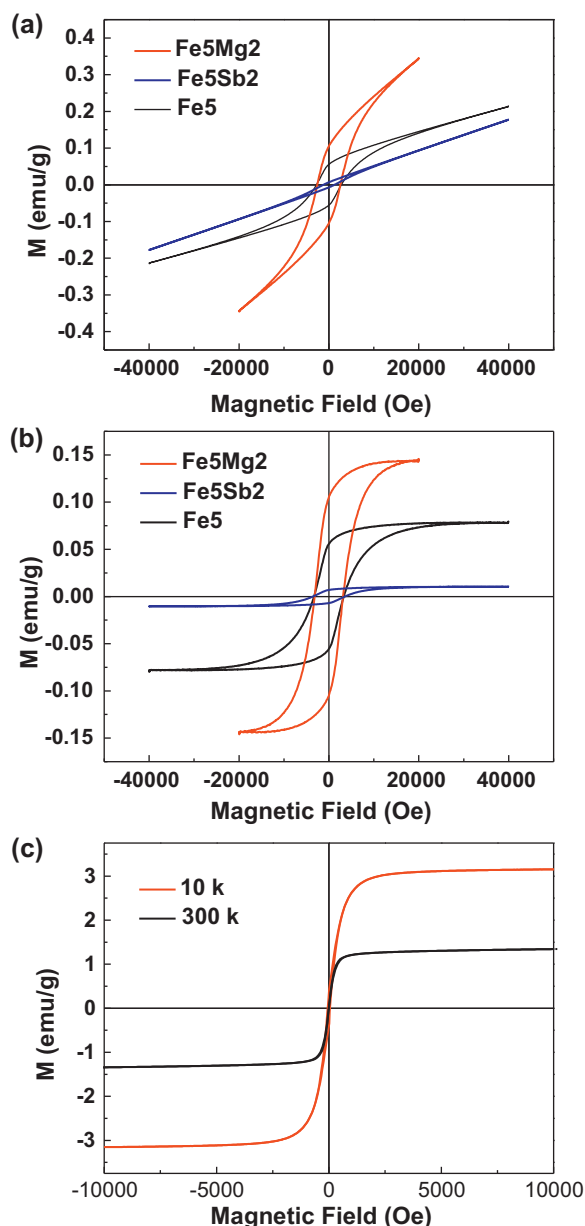 (a)
Fe5Mg2
Fe5Sb2
Fe5
0.4
0.3
0.2
0.1
0.0
-0.1
-0.2
-0.3
-0.4
M (emu/g)
-40000 -20000 0 20000 40000
Magnetic Field (Oe)
(b)
Fe5Mg2
Fe5Sb2
Fe5
0.15
0.10
0.05
0.00
-0.05
-0.10
-0.15
M (emu/g)
-40000 -20000 0 20000 40000
Magnetic Field (Oe)
(c)
10 k
300 k
3
2
1
0
-1
-2
-3
M (emu/g)
-10000 -5000 0 5000 10000
Magnetic Field (Oe)